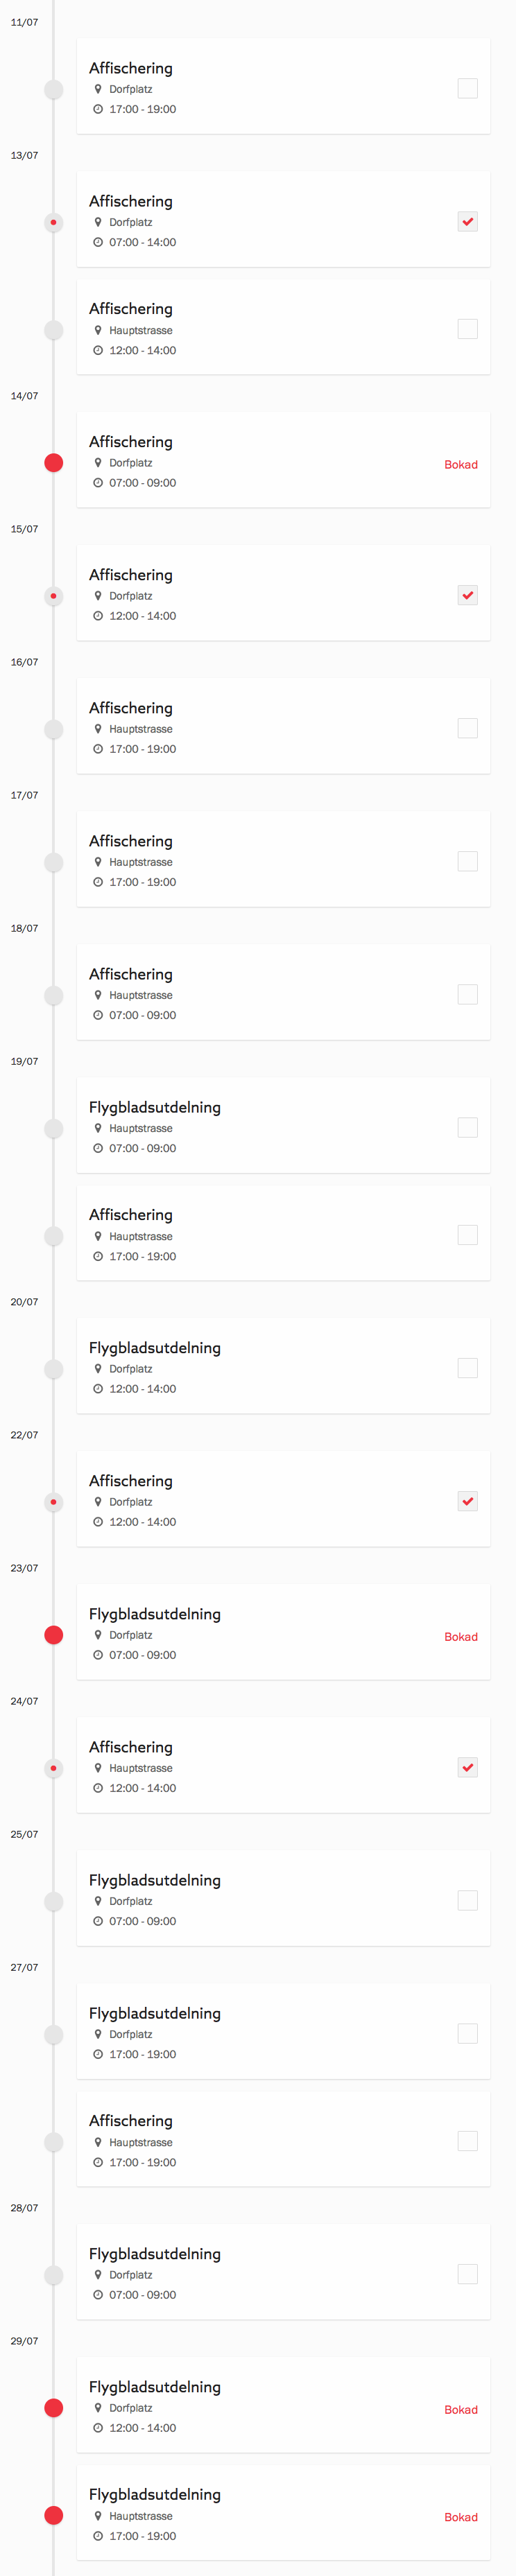 11/07
Affischering
Dorfplatz
17:00 - 19:00
13/07
Affischering
Dorfplatz
07:00 - 14:00
Affischering
Hauptstrasse
12:00 - 14:00
14/07
Affischering
Dorfplatz
Bokad
07:00 - 09:00
15/07
Affischering
Dorfplatz
12:00 - 14:00
16/07
Affischering
Hauptstrasse
17:00 - 19:00
17/07
Affischering
Hauptstrasse
17:00 - 19:00
18/07
Affischering
Hauptstrasse
07:00 - 09:00
19/07
Flygbladsutdelning
Hauptstrasse
07:00 - 09:00
Affischering
Hauptstrasse
17:00 - 19:00
20/07
Flygbladsutdelning
Dorfplatz
12:00 - 14:00
22/07
Affischering
Dorfplatz
12:00 - 14:00
23/07
Flygbladsutdelning
Dorfplatz
Bokad
07:00 - 09:00
24/07
Affischering
Hauptstrasse
12:00 - 14:00
25/07
Flygbladsutdelning
Dorfplatz
07:00 - 09:00
27/07
Flygbladsutdelning
Dorfplatz
17:00 - 19:00
Affischering
Hauptstrasse
17:00 - 19:00
28/07
Flygbladsutdelning
Dorfplatz
07:00 - 09:00
29/07
Flygbladsutdelning
Dorfplatz
Bokad
12:00 - 14:00
Flygbladsutdelning
Hauptstrasse
Bokad
17:00 - 19:00